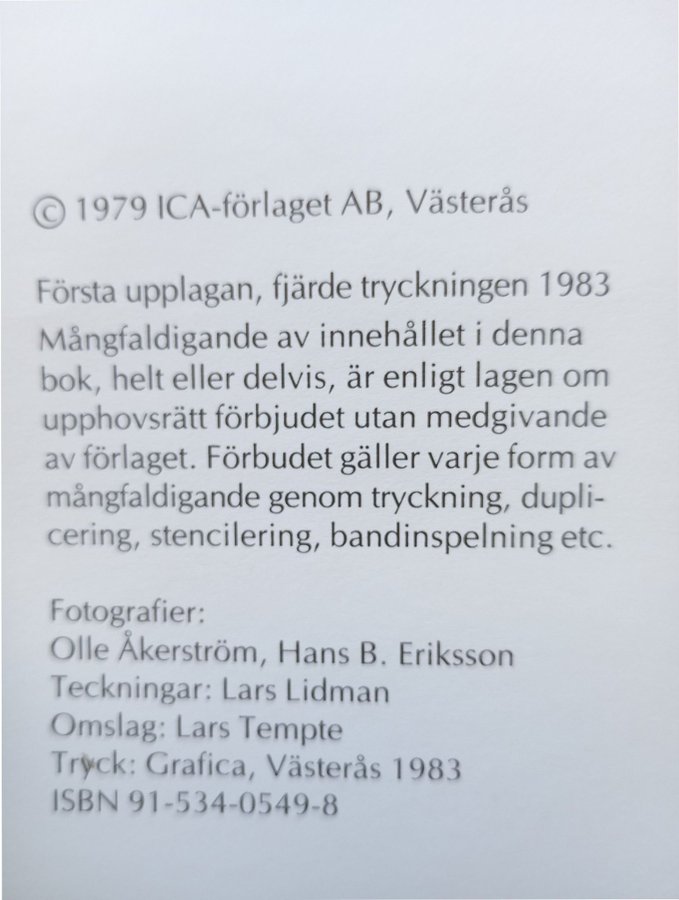 © 1979 ICA-förlaget AB, Västerås
Första upplagan, fjärde tryckningen 1983
Mångfaldigande av innehållet i denna
bok, helt eller delvis, är enligt lagen om
upphovsrätt förbjudet utan medgivande
av förlaget. Förbudet gäller varje form av
mångfaldigande genom tryckning, dupli-
cering, stencilering, bandinspelning etc.
Fotografier:
Olle Åkerström, Hans B. Eriksson
Teckningar: Lars Lidman
Omslag: Lars Tempte
Tryck: Grafica, Västerås 1983
ISBN 91-534-0549-8